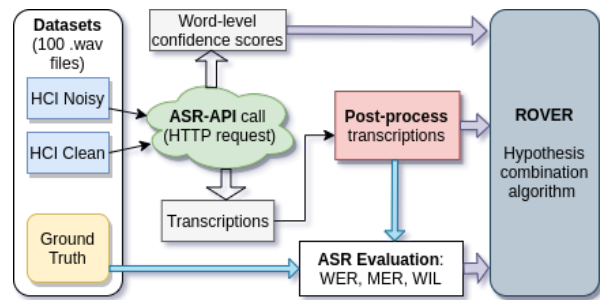 Datasets
(100 .wav
files)
HCI Noisy
HCI Clean
Ground
Truth
Word-level
confidence scores
ASR-API call
(HTTP request)
Transcriptions
Post-process
transcriptions
ASR Evaluation:
WER, MER, WIL
ROVER
Hypothesis
combination
algorithm